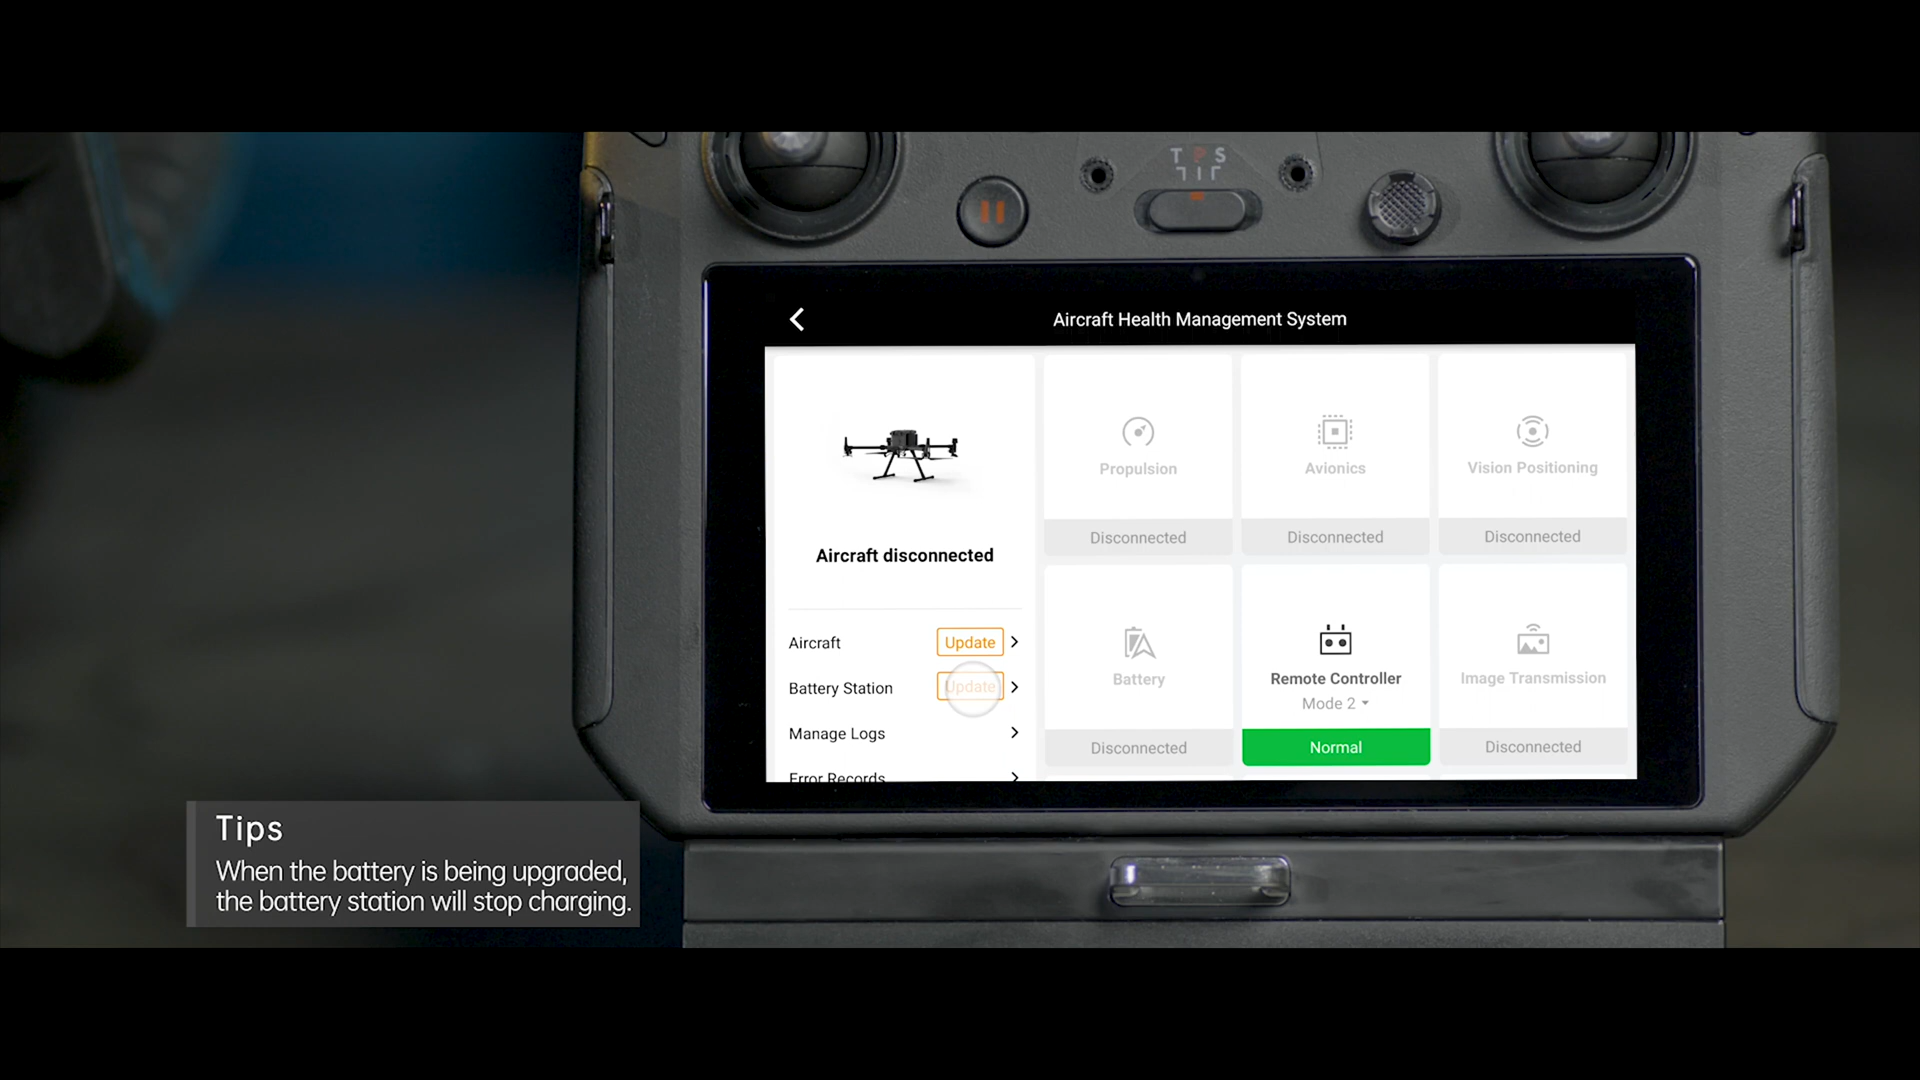 T P S
Aircraft Health Management System
Aircraft disconnected
Aircraft Update
Battery Station Update
Manage Logs
Error Records
Propulsion
Disconnected
Avionics
Disconnected
Vision Positioning
Disconnected
Battery
Disconnected
Remote Controller
Mode 2
Normal
Image Transmission
Disconnected
Tips
When the battery is being upgraded,
the battery station will stop charging.